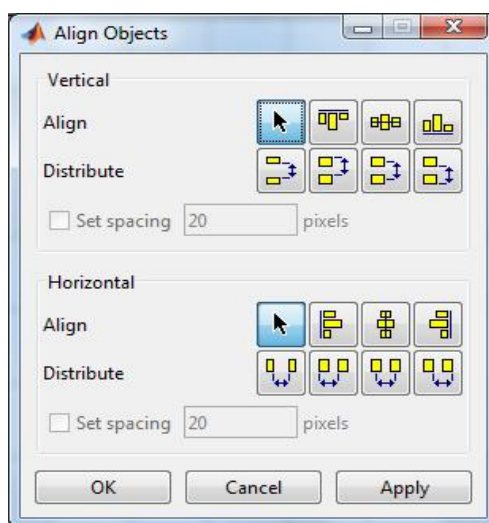 Align Objects
Vertical
Align
Distribute
Set spacing 20 pixels
Horizontal
Align
Distribute
Set spacing 20 pixels
OK Cancel Apply